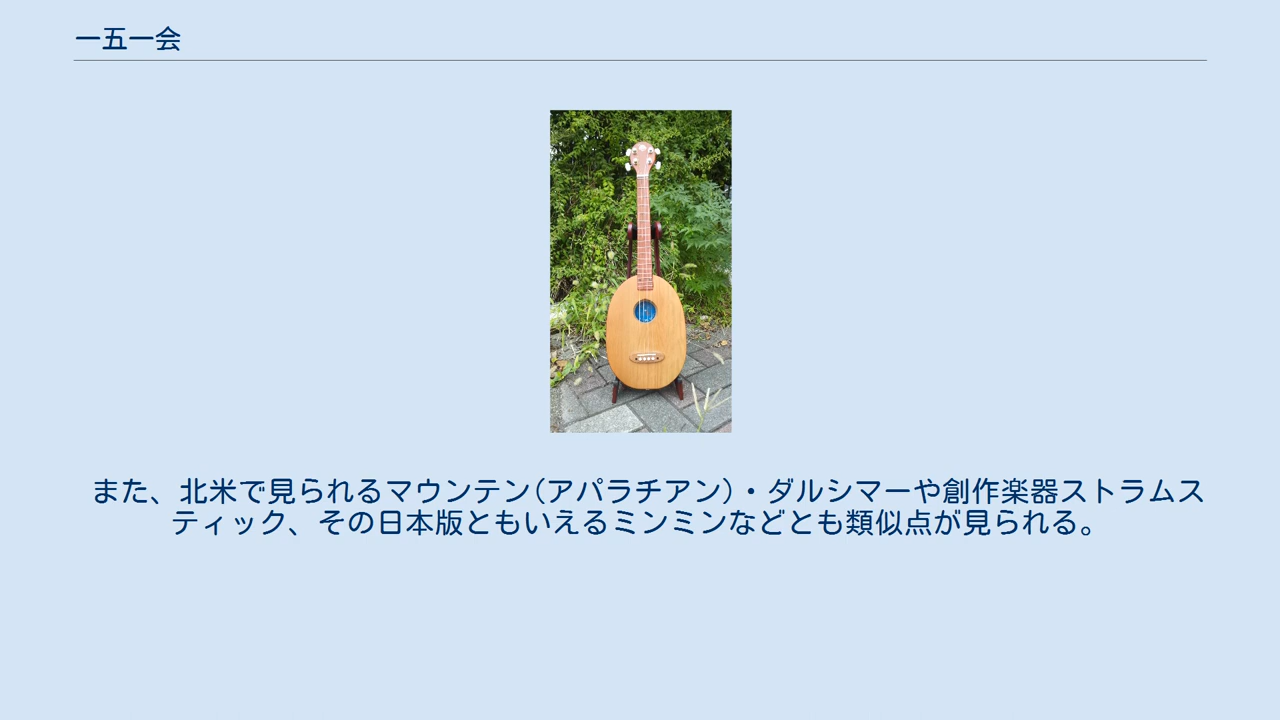 一五一会
また、北米で見られるマウンテン(アパラチアン)・ダルシマーや創作楽器ストラムス
ティック、その日本版ともいえるミンミンなどとも類似点が見られる。